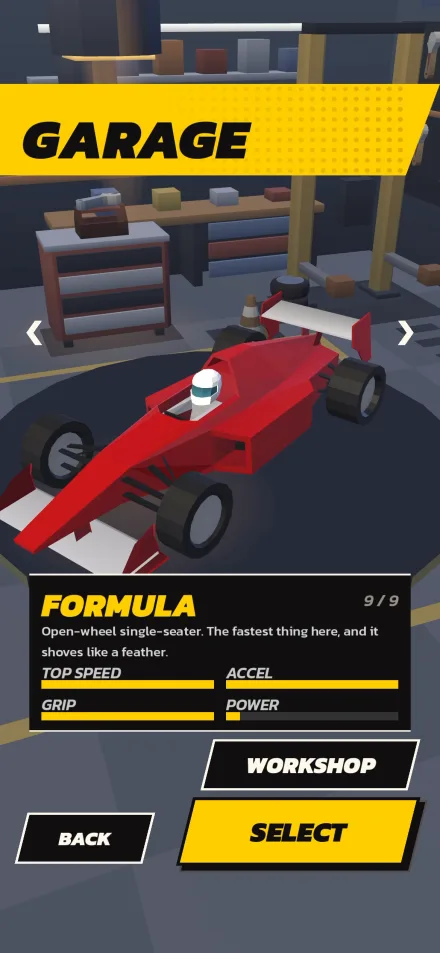 GARAGE
FORMULA
9 / 9
Open-wheel single-seater. The fastest thing here, and it
shoves like a feather.
TOP SPEED
ACCEL
GRIP
POWER
WORKSHOP
BACK
SELECT